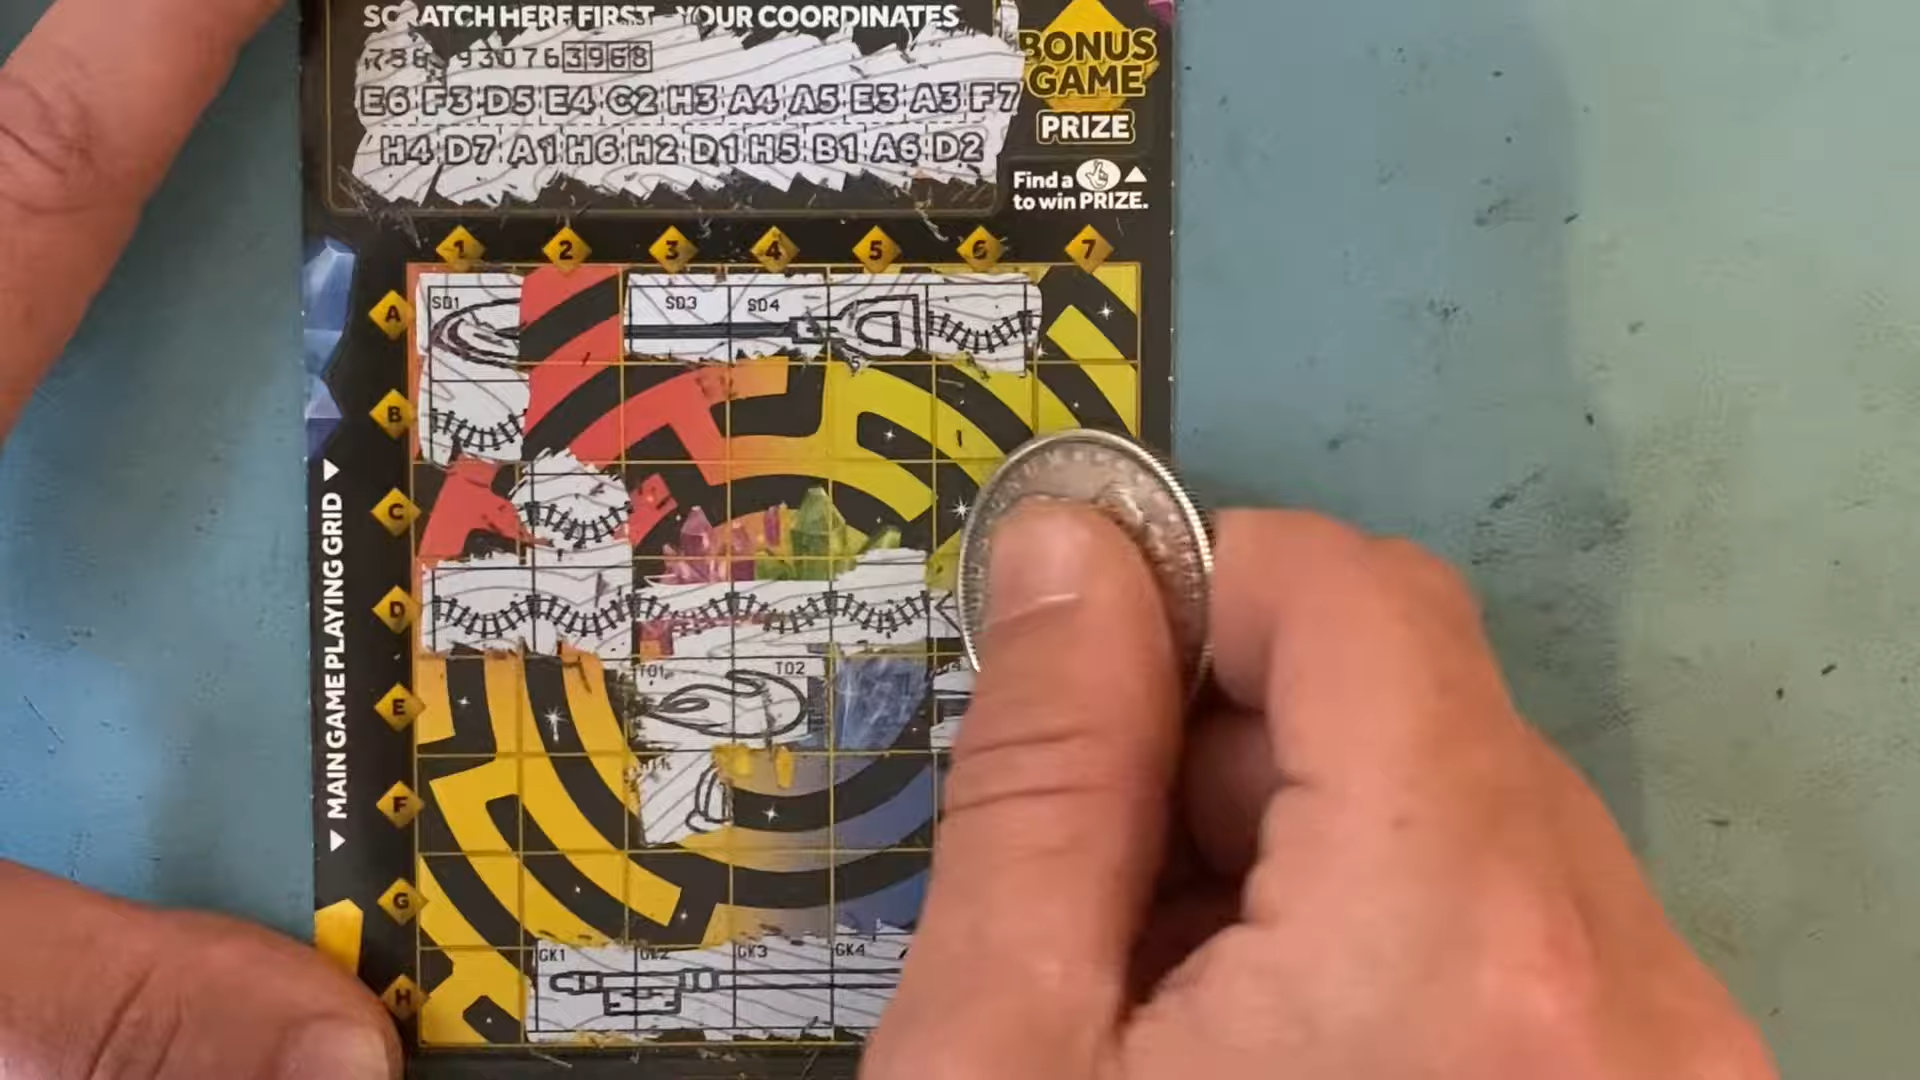 SCRATCH HERE FIRST YOUR COORDINATES
930763968
E6 F3 D5 E4 C2 H3 A4 A5 E3 A3 F7
H4 D7 A1 H6 H2 D1 H5 B1 A6 D2
BONUS
GAME
PRIZE
Find a
to win PRIZE.
1 2 3 4 5 6 7
A
B
C
D
E
F
G
H
MAIN GAME PLAYING GRID
SD1 SD3 SD4
TO1 TO2
GK1 GK2 GK3 GK4